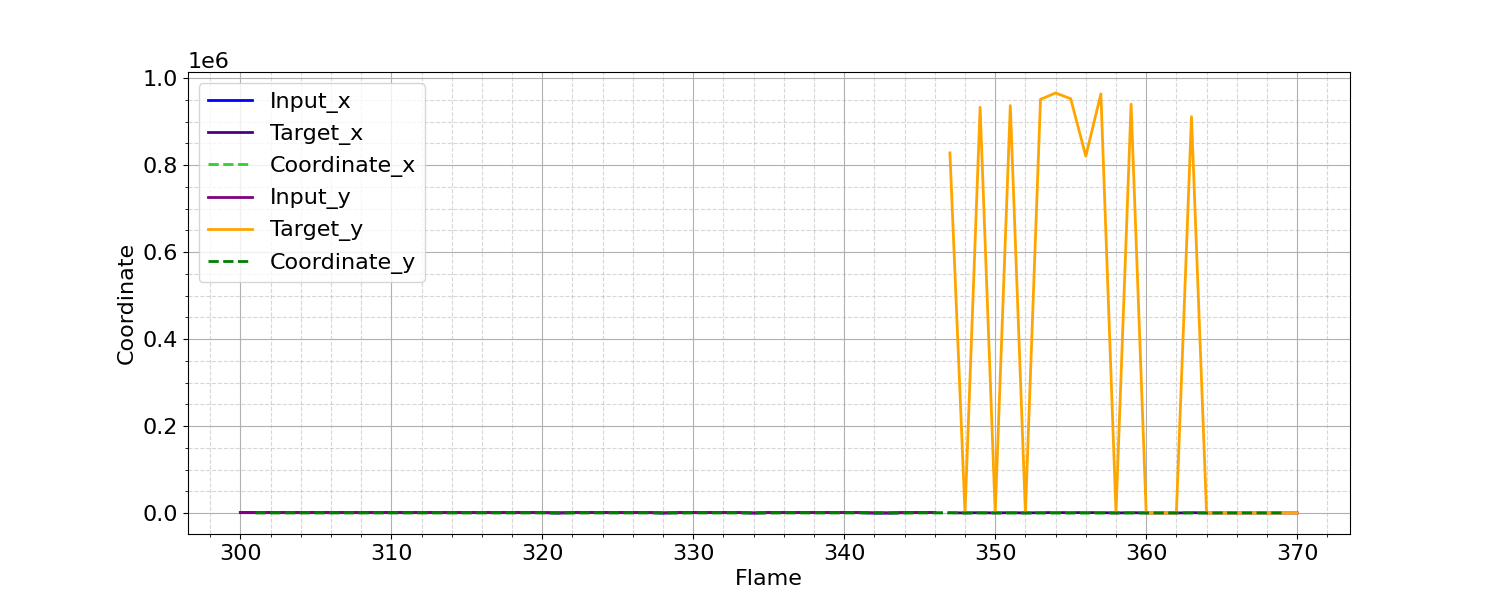 1e6
1.0
0.8
0.6
0.4
0.2
0.0
Coordinate
Input_x
Target_x
Coordinate_x
Input_y
Target_y
Coordinate_y
300 310 320 330 340 350 360 370
Flame